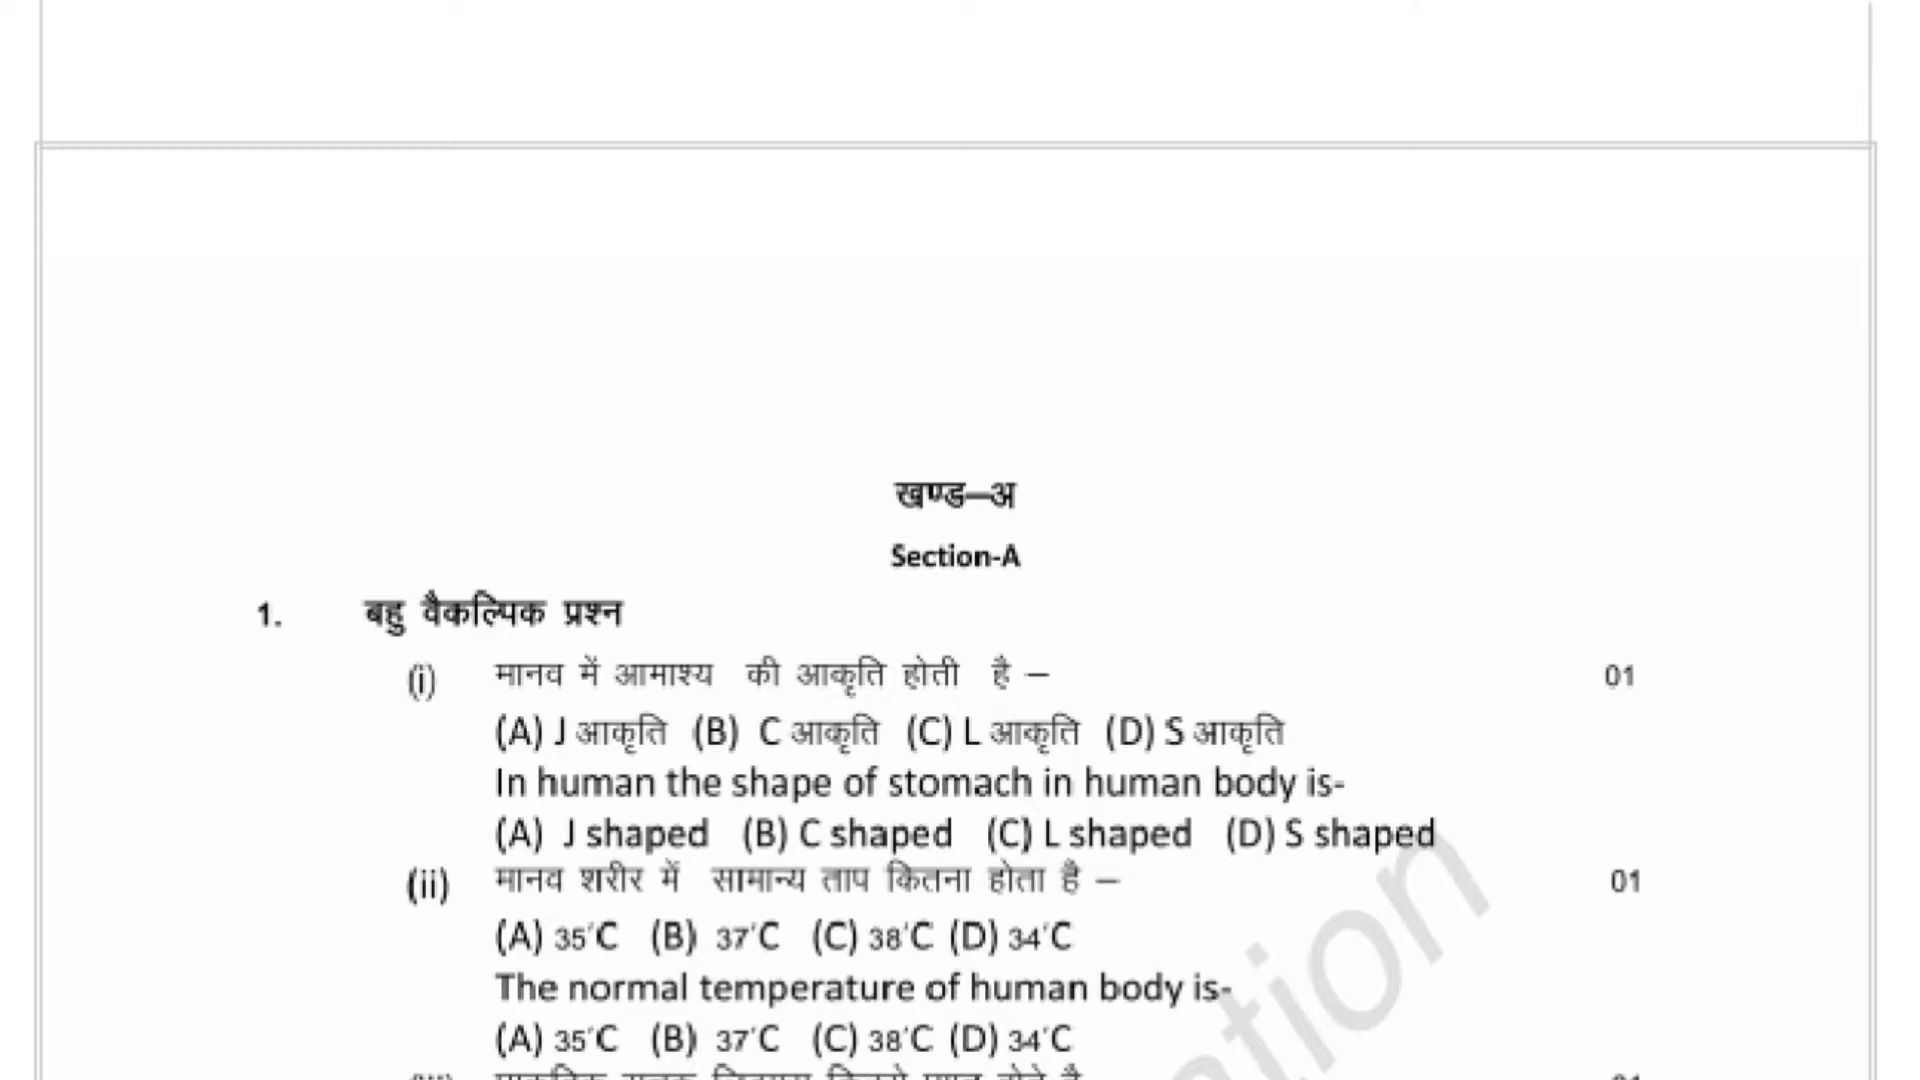 खण्ड–अ
Section-A
1. बहु वैकल्पिक प्रश्न
(i) मानव में आमाश्य की आकृति होती है – 01
(A) J आकृति (B) C आकृति (C) L आकृति (D) S आकृति
In human the shape of stomach in human body is-
(A) J shaped (B) C shaped (C) L shaped (D) S shaped
(ii) मानव शरीर में सामान्य ताप कितना होता है – 01
(A) 35'C (B) 37'C (C) 38'C (D) 34'C
The normal temperature of human body is-
(A) 35'C (B) 37'C (C) 38'C (D) 34'C